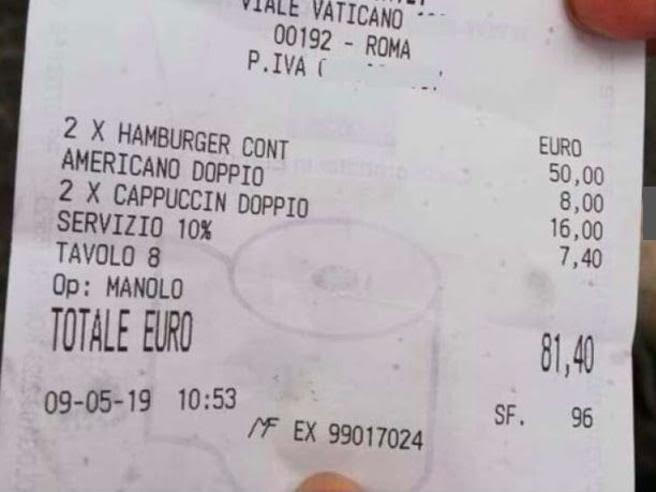 VIALE VATICANO
00192 - ROMA
P.IVA (
EURO
2 X HAMBURGER CONT 50,00
AMERICANO DOPPIO 8,00
2 X CAPPUCCIN DOPPIO 16,00
SERVIZIO 10% 7,40
TAVOLO 8
Op: MANOLO
TOTALE EURO 81,40
09-05-19 10:53 SF. 96
MF EX 99017024